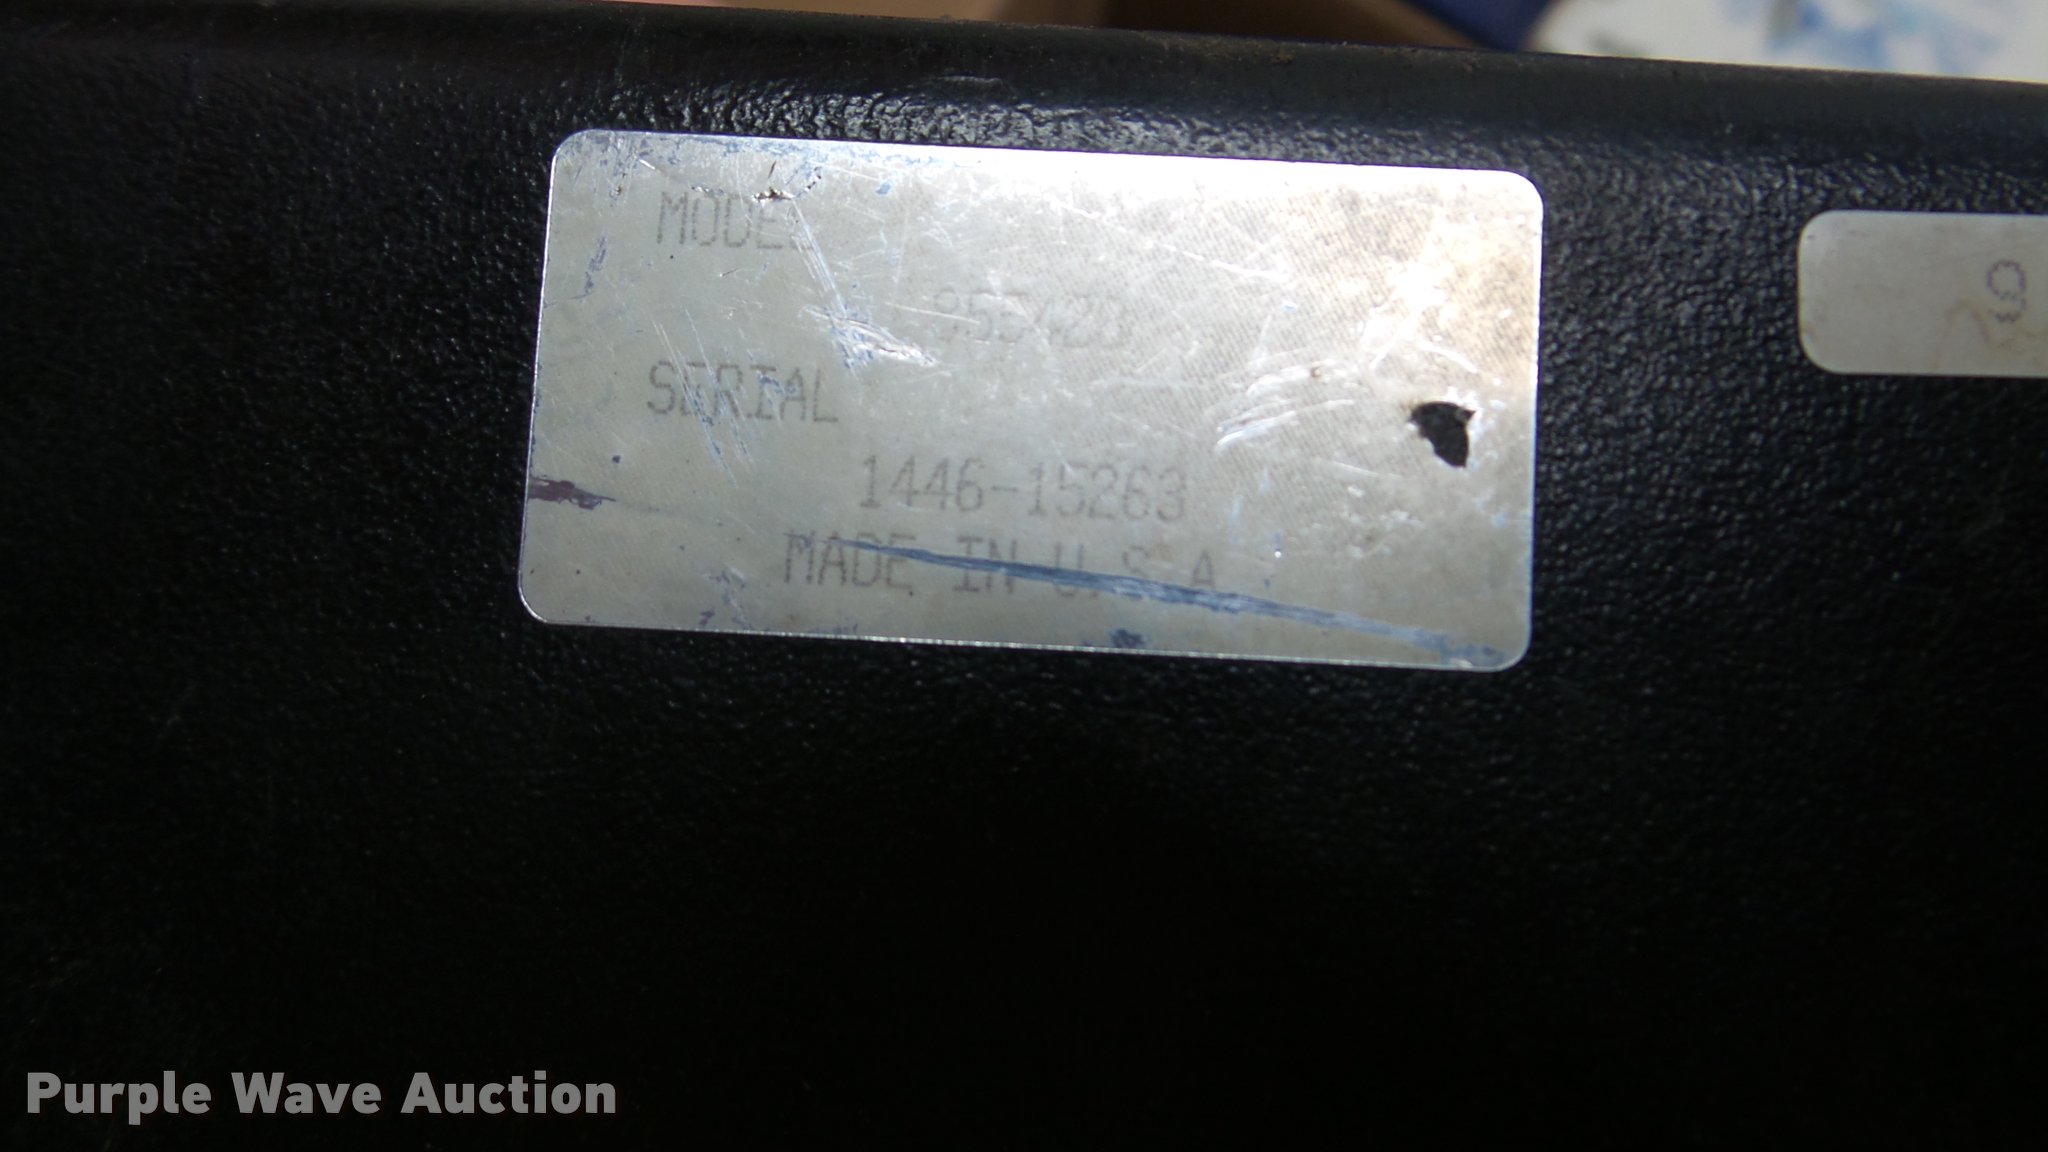 MODEL
SERIAL
1446-15263
MADE IN U.S.A
Purple Wave Auction